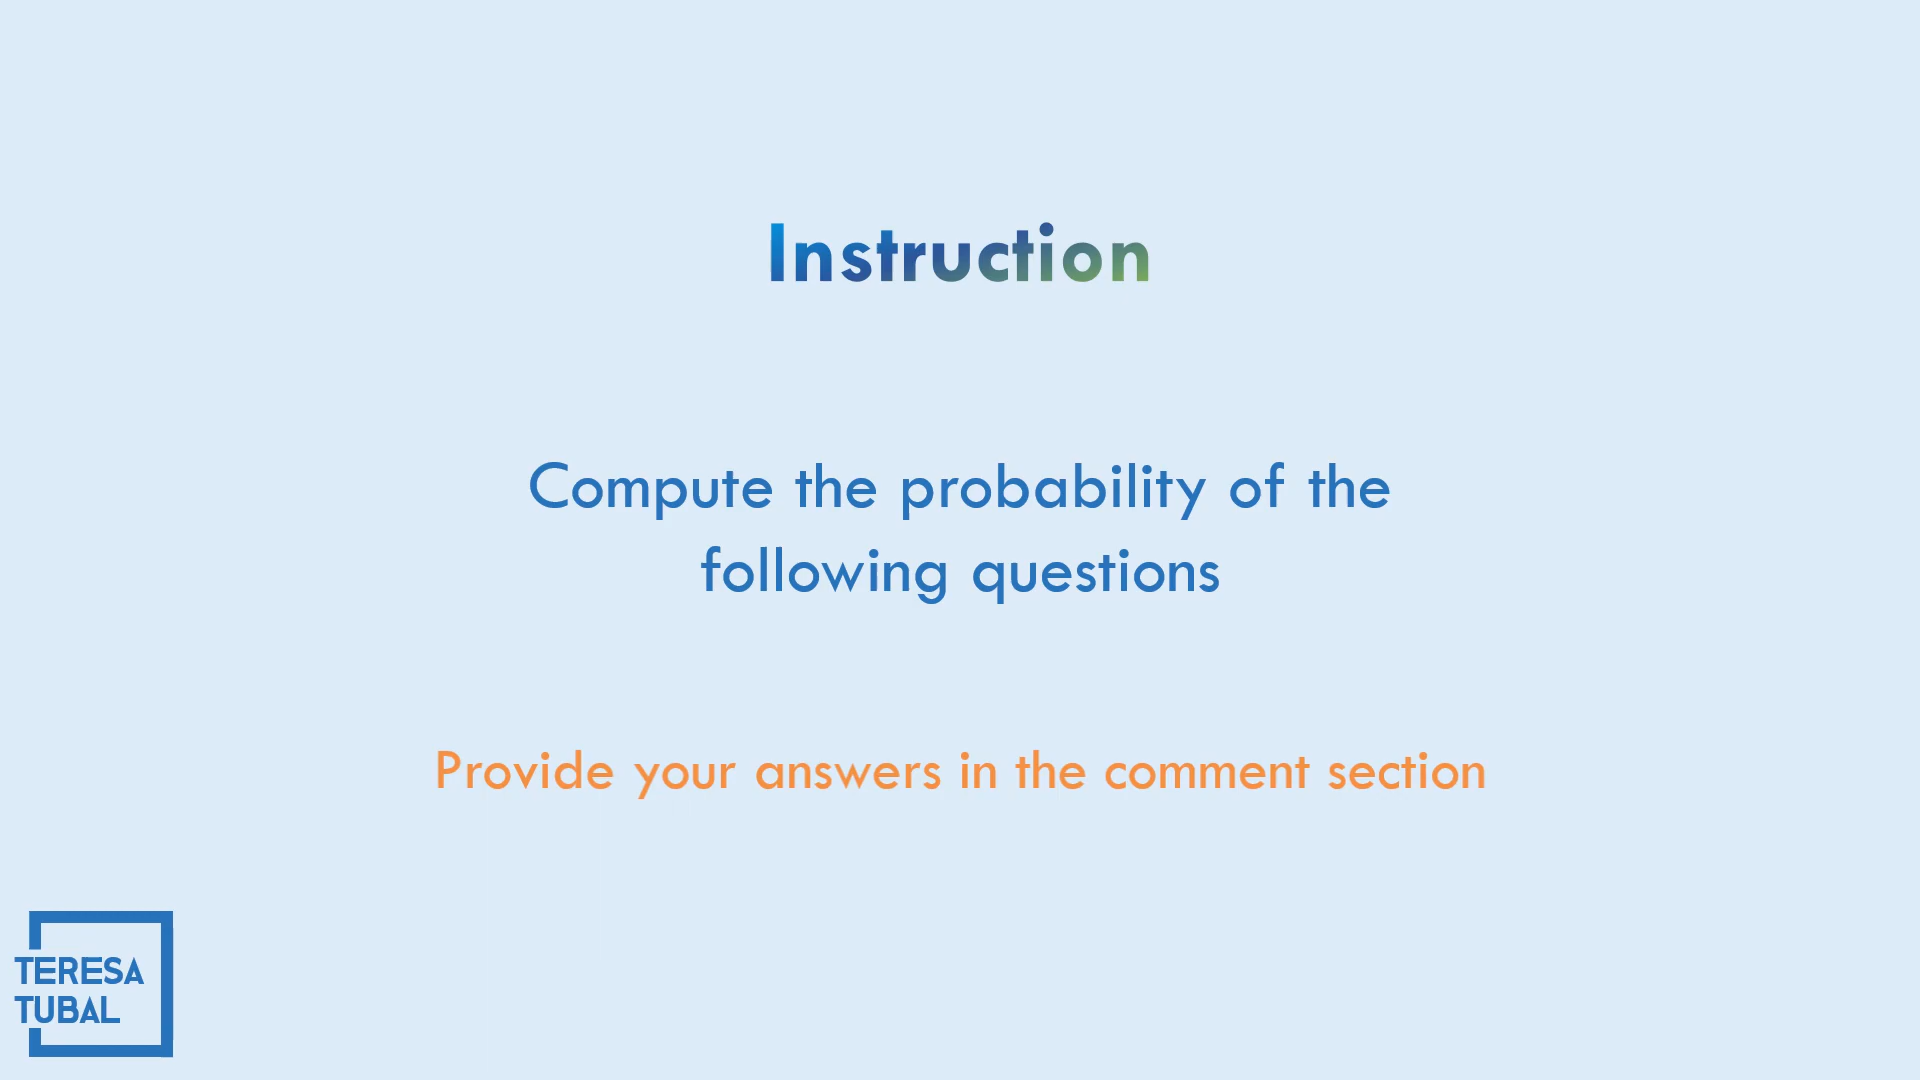 Instruction
Compute the probability of the
following questions
Provide your answers in the comment section
TERESA
TUBAL